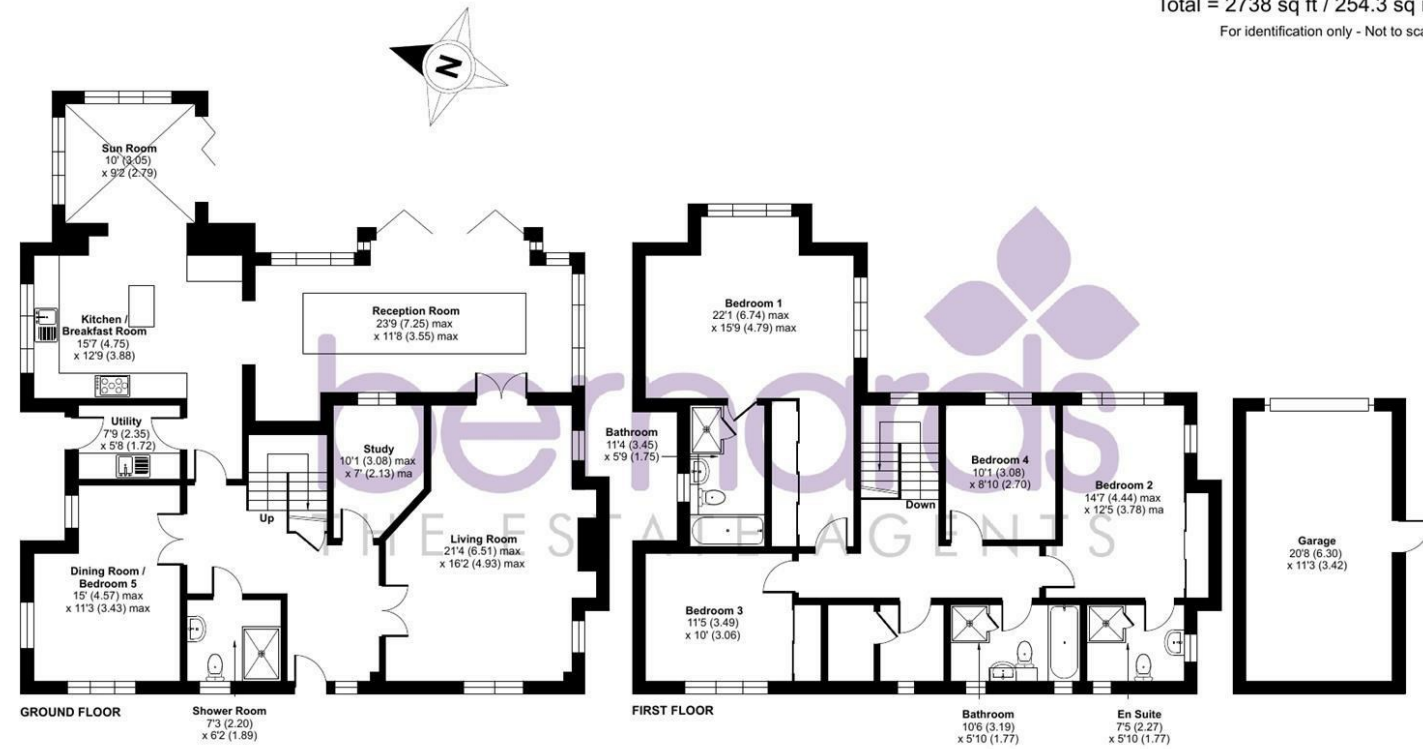 Total = 2738 sq ft / 254.3 sq
For identification only - Not to
N
Sun Room
10' (3.05)
x 9'2 (2.79)
Kitchen /
Breakfast Room
15'7 (4.75)
x 12'9 (3.88)
Reception Room
23'9 (7.25) max
x 11'8 (3.55) max
Utility
7'9 (2.35)
x 5'8 (1.72)
Study
10'1 (3.08) max
x 7' (2.13) ma
Up
Living Room
21'4 (6.51) max
x 16'2 (4.93) max
Dining Room /
Bedroom 5
15' (4.57) max
x 11'3 (3.43) max
GROUND FLOOR
Shower Room
7'3 (2.20)
x 6'2 (1.89)
Bedroom 1
22'1 (6.74) max
x 15'9 (4.79) max
Bathroom
11'4 (3.45)
x 5'9 (1.75)
Bedroom 4
10'1 (3.08)
x 8'10 (2.70)
Down
Bedroom 2
14'7 (4.44) max
x 12'5 (3.78) ma
Bedroom 3
11'5 (3.49)
x 10' (3.06)
FIRST FLOOR
Bathroom
10'6 (3.19)
x 5'10 (1.77)
En Suite
7'5 (2.27)
x 5'10 (1.77)
Garage
20'8 (6.30)
x 11'3 (3.42)
bernards
THE ESTATE AGENTS